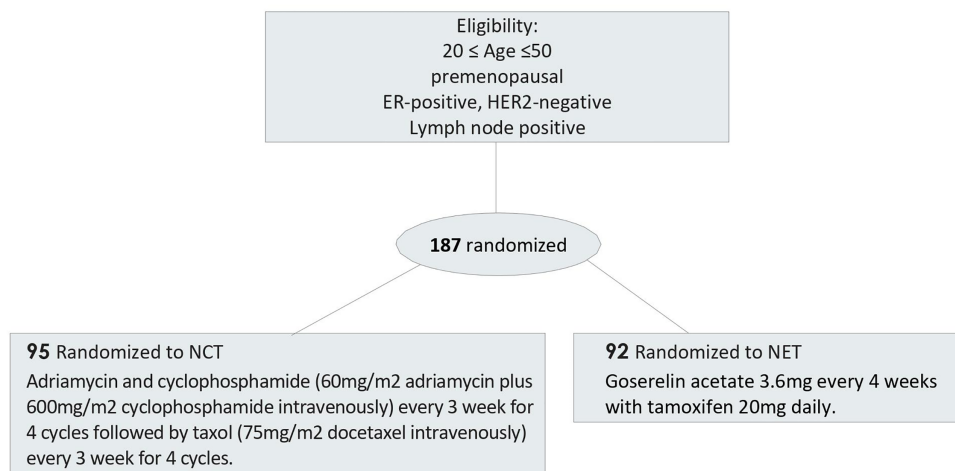 Eligibility:
20 ≤ Age ≤50
premenopausal
ER-positive, HER2-negative
Lymph node positive
187 randomized
95 Randomized to NCT
Adriamycin and cyclophosphamide (60mg/m2 adriamycin plus
600mg/m2 cyclophosphamide intravenously) every 3 week for
4 cycles followed by taxol (75mg/m2 docetaxel intravenously)
every 3 week for 4 cycles.
92 Randomized to NET
Goserelin acetate 3.6mg every 4 weeks
with tamoxifen 20mg daily.